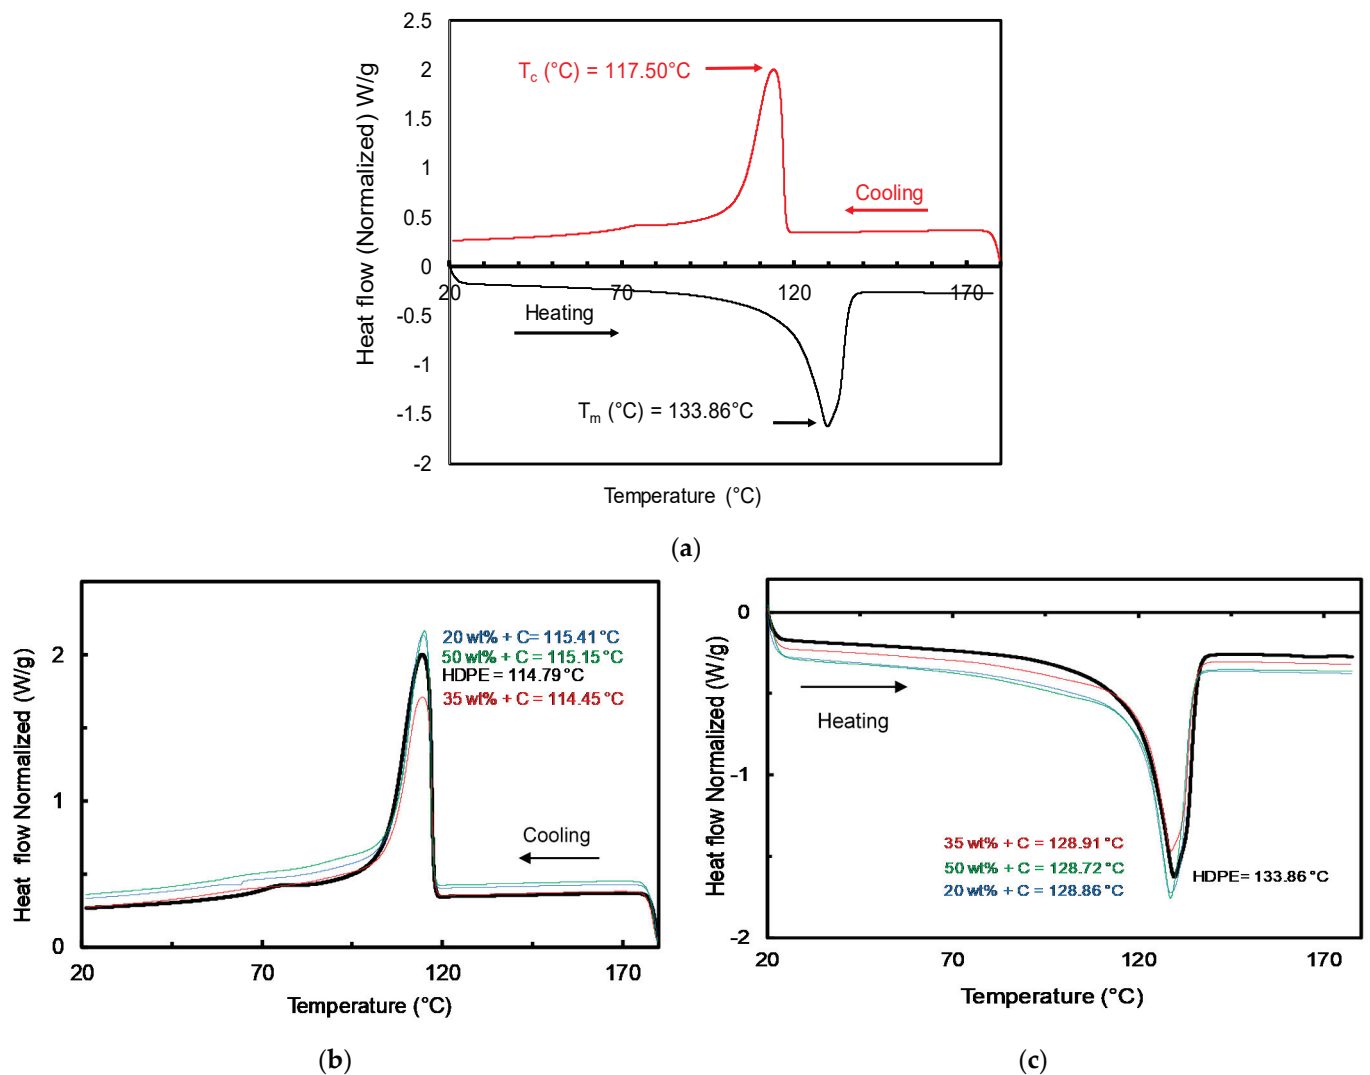 2.5
T_c (°C) = 117.50°C
2
1.5
1
Cooling
0.5
0
20 70 120 170
-0.5
Heating
-1
T_m (°C) = 133.86°C
-1.5
-2
Heat flow (Normalized) W/g
Temperature (°C)
(a)
20 wt% + C= 115.41 °C
50 wt% + C= 115.15 °C
HDPE = 114.79 °C
35 wt% + C = 114.45 °C
2
1
0
Cooling
20 70 120 170
Heat flow Normalized (W/g)
Temperature (°C)
(b)
0
-1
-2
Heating
35 wt% + C = 128.91 °C
50 wt% + C = 128.72 °C
20 wt% + C = 128.86 °C
HDPE= 133.86 °C
20 70 120 170
Heat flow Normalized (W/g)
Temperature (°C)
(c)